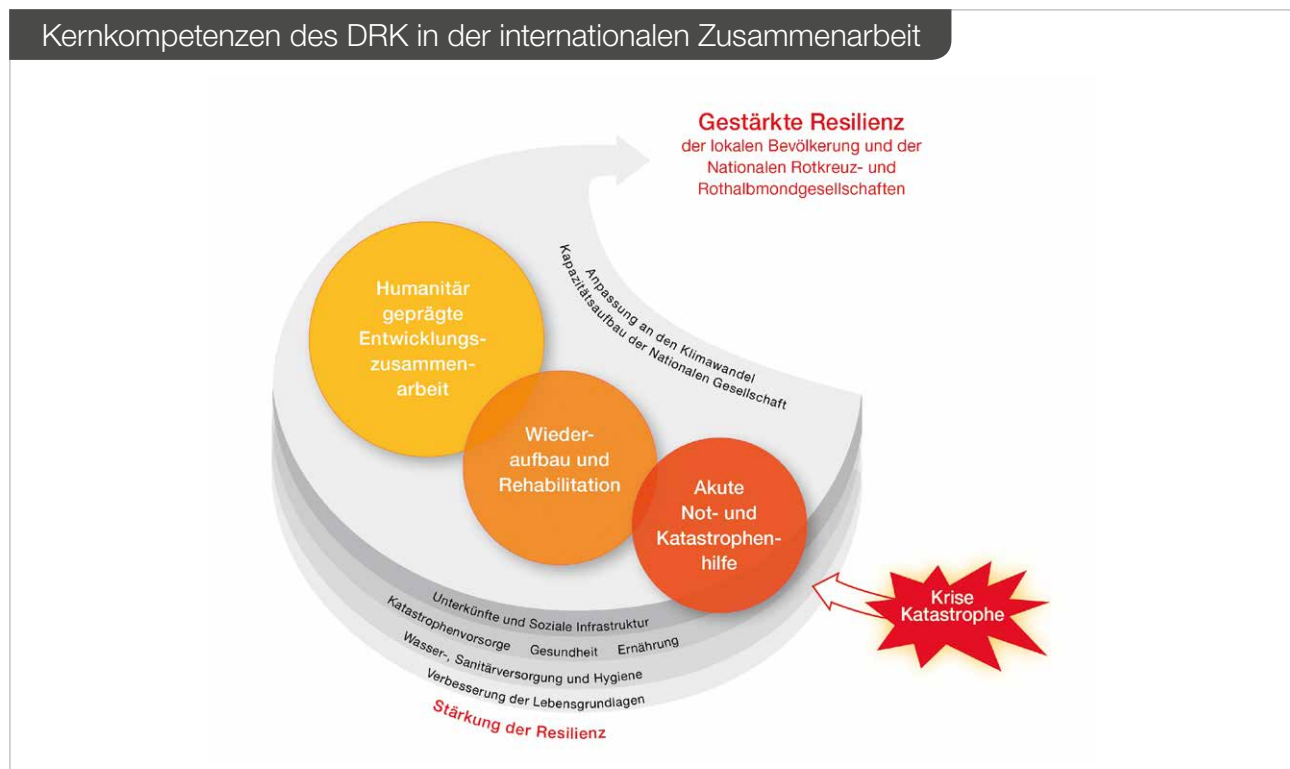 Kernkompetenzen des DRK in der internationalen Zusammenarbeit
Gestärkte Resilienz
der lokalen Bevölkerung und der
Nationalen Rotkreuz- und
Rothalbmondgesellschaften
Anpassung an den Klimawandel
Kapazitätsaufbau der Nationalen Gesellschaft
Humanitär
geprägte
Entwicklungs-
zusammen-
arbeit
Wieder-
aufbau und
Rehabilitation
Akute
Not- und
Katastrophen-
hilfe
Krise
Katastrophe
Unterkünfte und Soziale Infrastruktur
Katastrophenvorsorge Gesundheit Ernährung
Wasser-, Sanitärversorgung und Hygiene
Verbesserung der Lebensgrundlagen
Stärkung der Resilienz